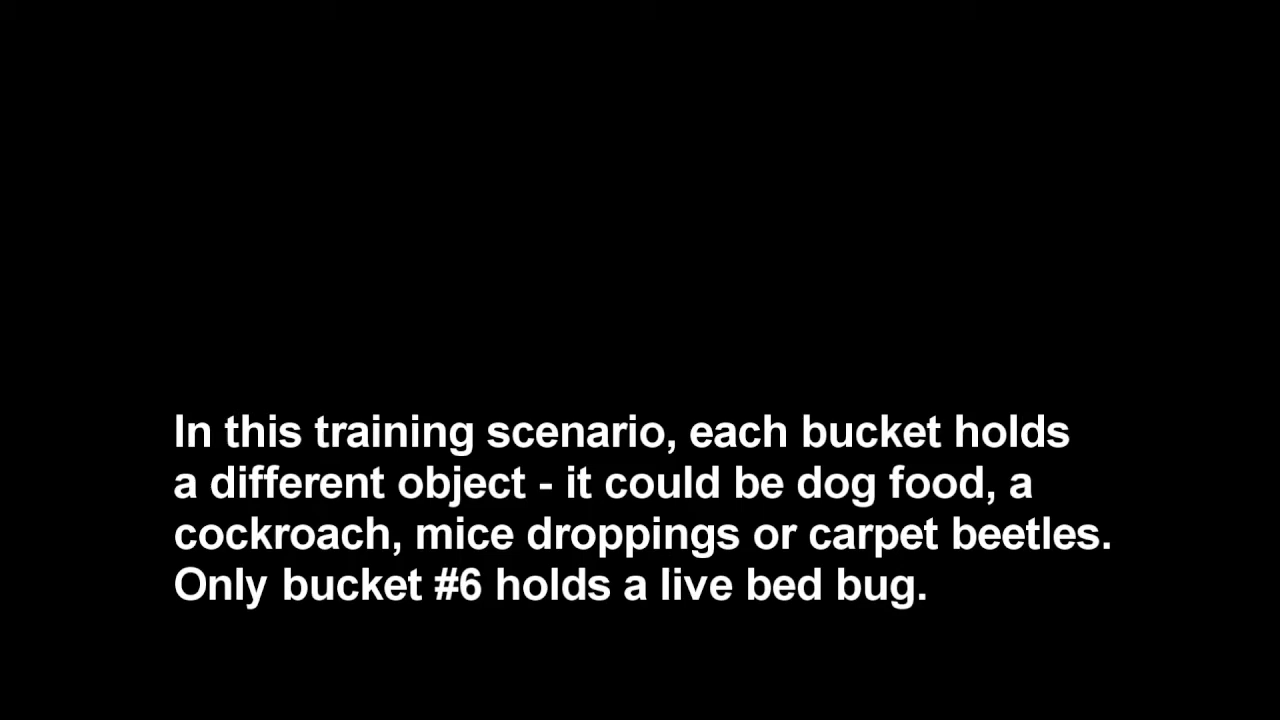 In this training scenario, each bucket holds
a different object - it could be dog food, a
cockroach, mice droppings or carpet beetles.
Only bucket #6 holds a live bed bug.